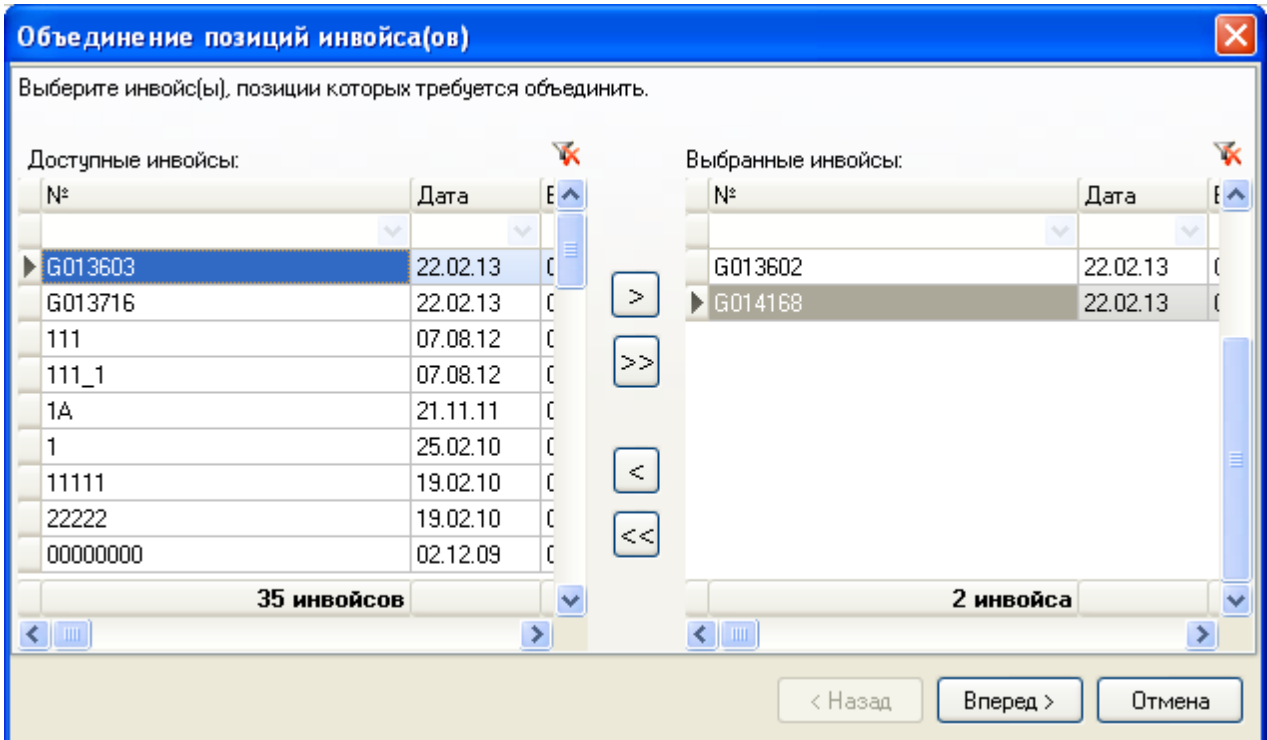 Объединение позиций инвойса(ов)
Выберите инвойс(ы), позиции которых требуется объединить.
Доступные инвойсы:
№ Дата
G013603 22.02.13
G013716 22.02.13
111 07.08.12
111_1 07.08.12
1A 21.11.11
1 25.02.10
11111 19.02.10
22222 19.02.10
00000000 02.12.09
35 инвойсов
>
>>
<
<<
Выбранные инвойсы:
№ Дата
G013602 22.02.13
G014168 22.02.13
2 инвойса
< Назад Вперед > Отмена